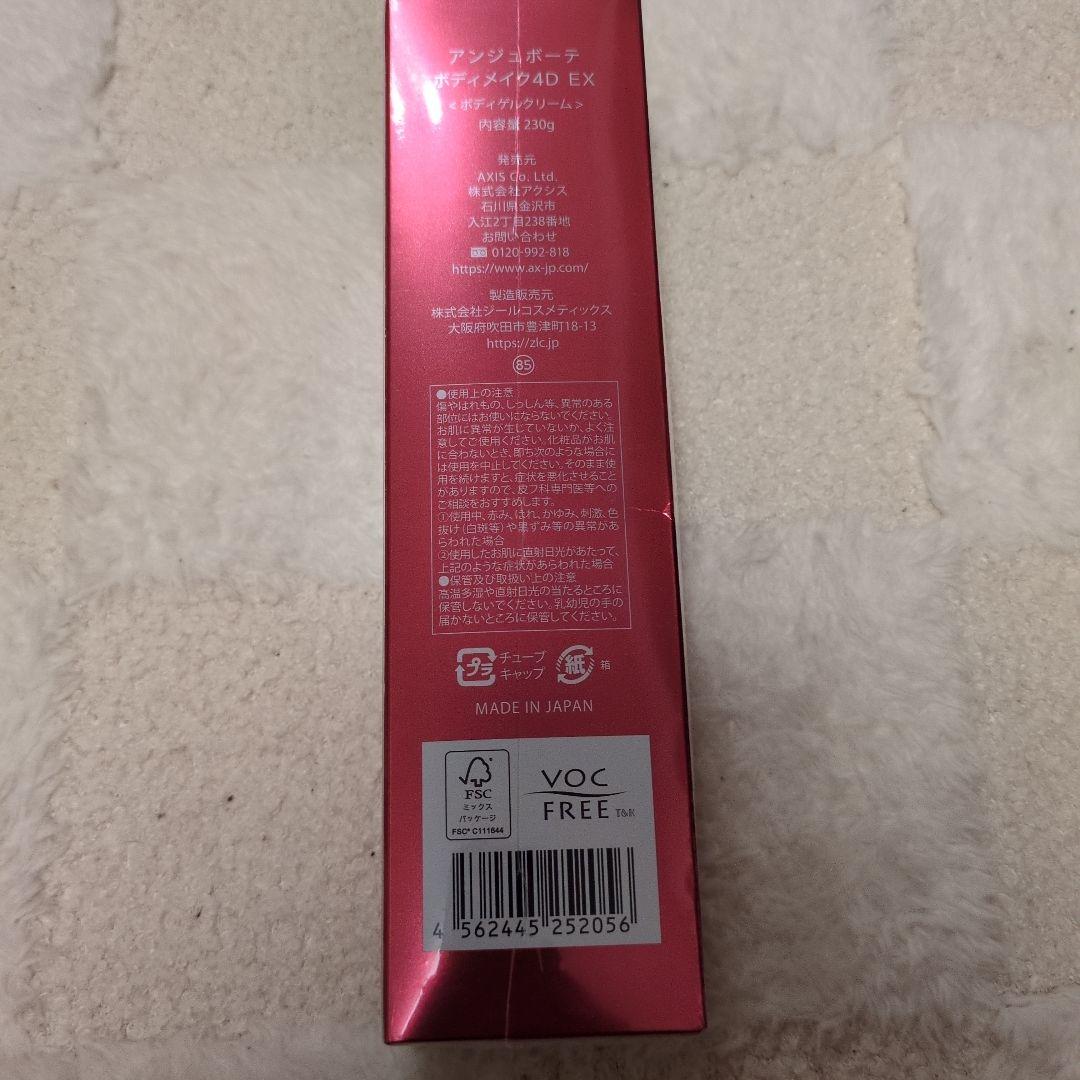 アンジュボーテ
ボディメイク4D EX
<ボディゲルクリーム>
内容量 230g
発売元
AXIS Co. Ltd.
株式会社アクシス
石川県金沢市
入江2丁目238番地
お問い合わせ
0120-992-818
https://www.ax-jp.com/
製造販売元
株式会社ジールコスメティックス
大阪府吹田市豊津町18-13
https://zlc.jp
85
●使用上の注意
傷やはれもの、しっしん等、異常のある
部位にはお使いにならないでください。
お肌に異常が生じていないか、よく注
意してご使用ください。化粧品がお肌
に合わないとき、即ち次のような場合に
は使用を中止してください。そのまま使
用を続けますと、症状を悪化させること
がありますので、皮フ科専門医等への
ご相談をおすすめします。
①使用中、赤み、はれ、かゆみ、刺激、色
抜け(白斑等)や黒ずみ等の異常があ
らわれた場合
②使用したお肌に直射日光があたって、
上記のような症状があらわれた場合
●保管及び取扱い上の注意
高温多湿や直射日光の当たるところに
保管しないでください。乳幼児の手の
届かないところに保管してください。
プラ チューブ
キャップ
紙 箱
MADE IN JAPAN
FSC
ミックス
パッケージ
FSC® C111644
VOC
FREE T&K
4 562445 252056